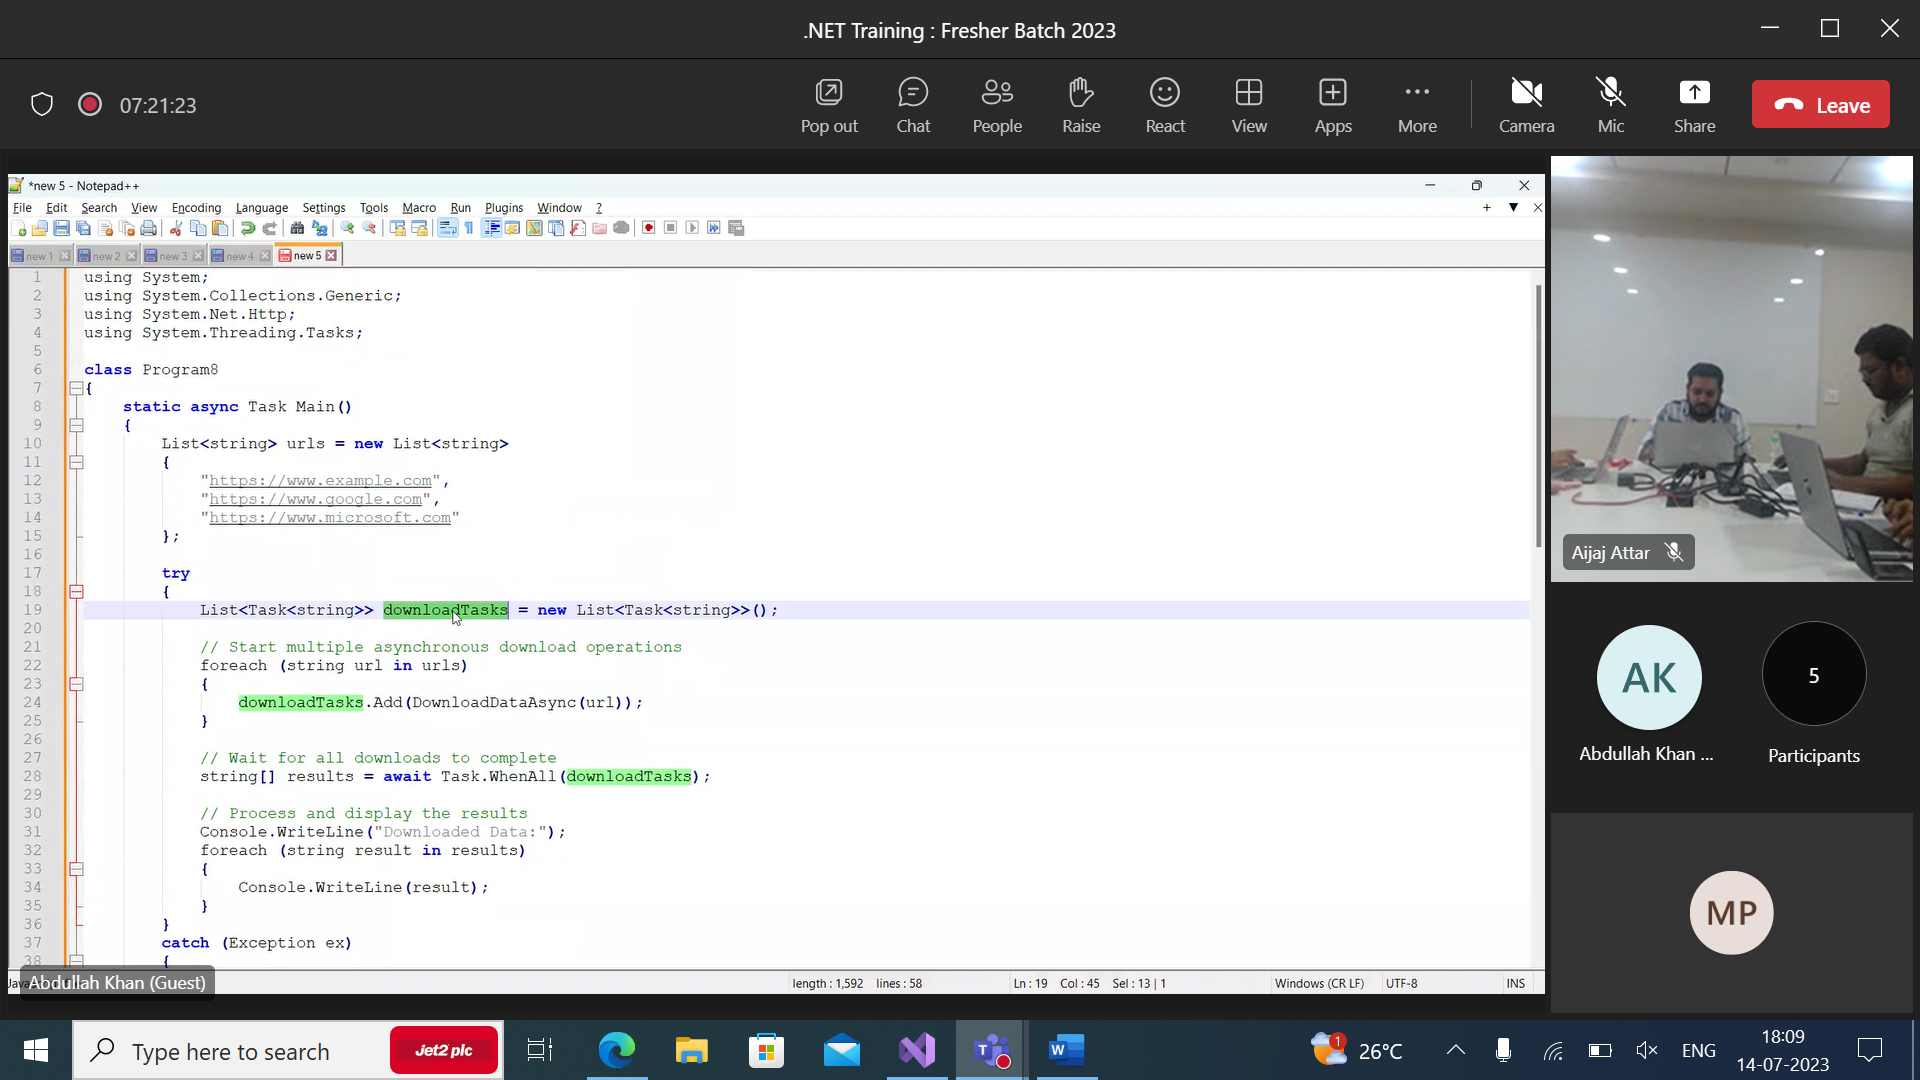 .NET Training : Fresher Batch 2023
07:21:23
Pop out
Chat
People
Raise
React
View
Apps
More
Camera
Mic
Share
Leave
*new 5 - Notepad++
File Edit Search View Encoding Language Settings Tools Macro Run Plugins Window ?
new 1 new 2 new 3 new 4 new 5
1 using System;
2 using System.Collections.Generic;
3 using System.Net.Http;
4 using System.Threading.Tasks;
5
6 class Program8
7 {
8 static async Task Main()
9 {
10 List<string> urls = new List<string>
11 {
12 "https://www.example.com",
13 "https://www.google.com",
14 "https://www.microsoft.com"
15 };
16
17 try
18 {
19 List<Task<string>> downloadTasks = new List<Task<string>>();
20
21 // Start multiple asynchronous download operations
22 foreach (string url in urls)
23 {
24 downloadTasks.Add(DownloadDataAsync(url));
25 }
26
27 // Wait for all downloads to complete
28 string[] results = await Task.WhenAll(downloadTasks);
29
30 // Process and display the results
31 Console.WriteLine("Downloaded Data:");
32 foreach (string result in results)
33 {
34 Console.WriteLine(result);
35 }
36 }
37 catch (Exception ex)
38 {
Abdullah Khan (Guest)
length : 1,592 lines : 58
Ln : 19 Col : 45 Sel : 13 | 1
Windows (CR LF)
UTF-8
INS
Aijaj Attar
AK
Abdullah Khan ...
5
Participants
MP
Type here to search
Jet2 plc
1
26°C
ENG
18:09
14-07-2023